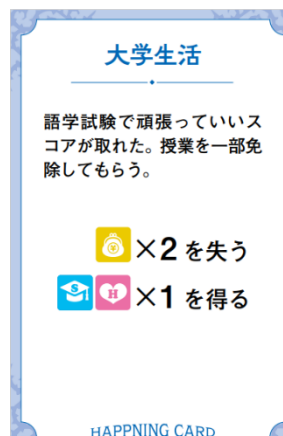 大学生活
語学試験で頑張っていいス
コアが取れた。授業を一部免
除してもらう。
×2 を失う
S H ×1 を得る
HAPPNING CARD